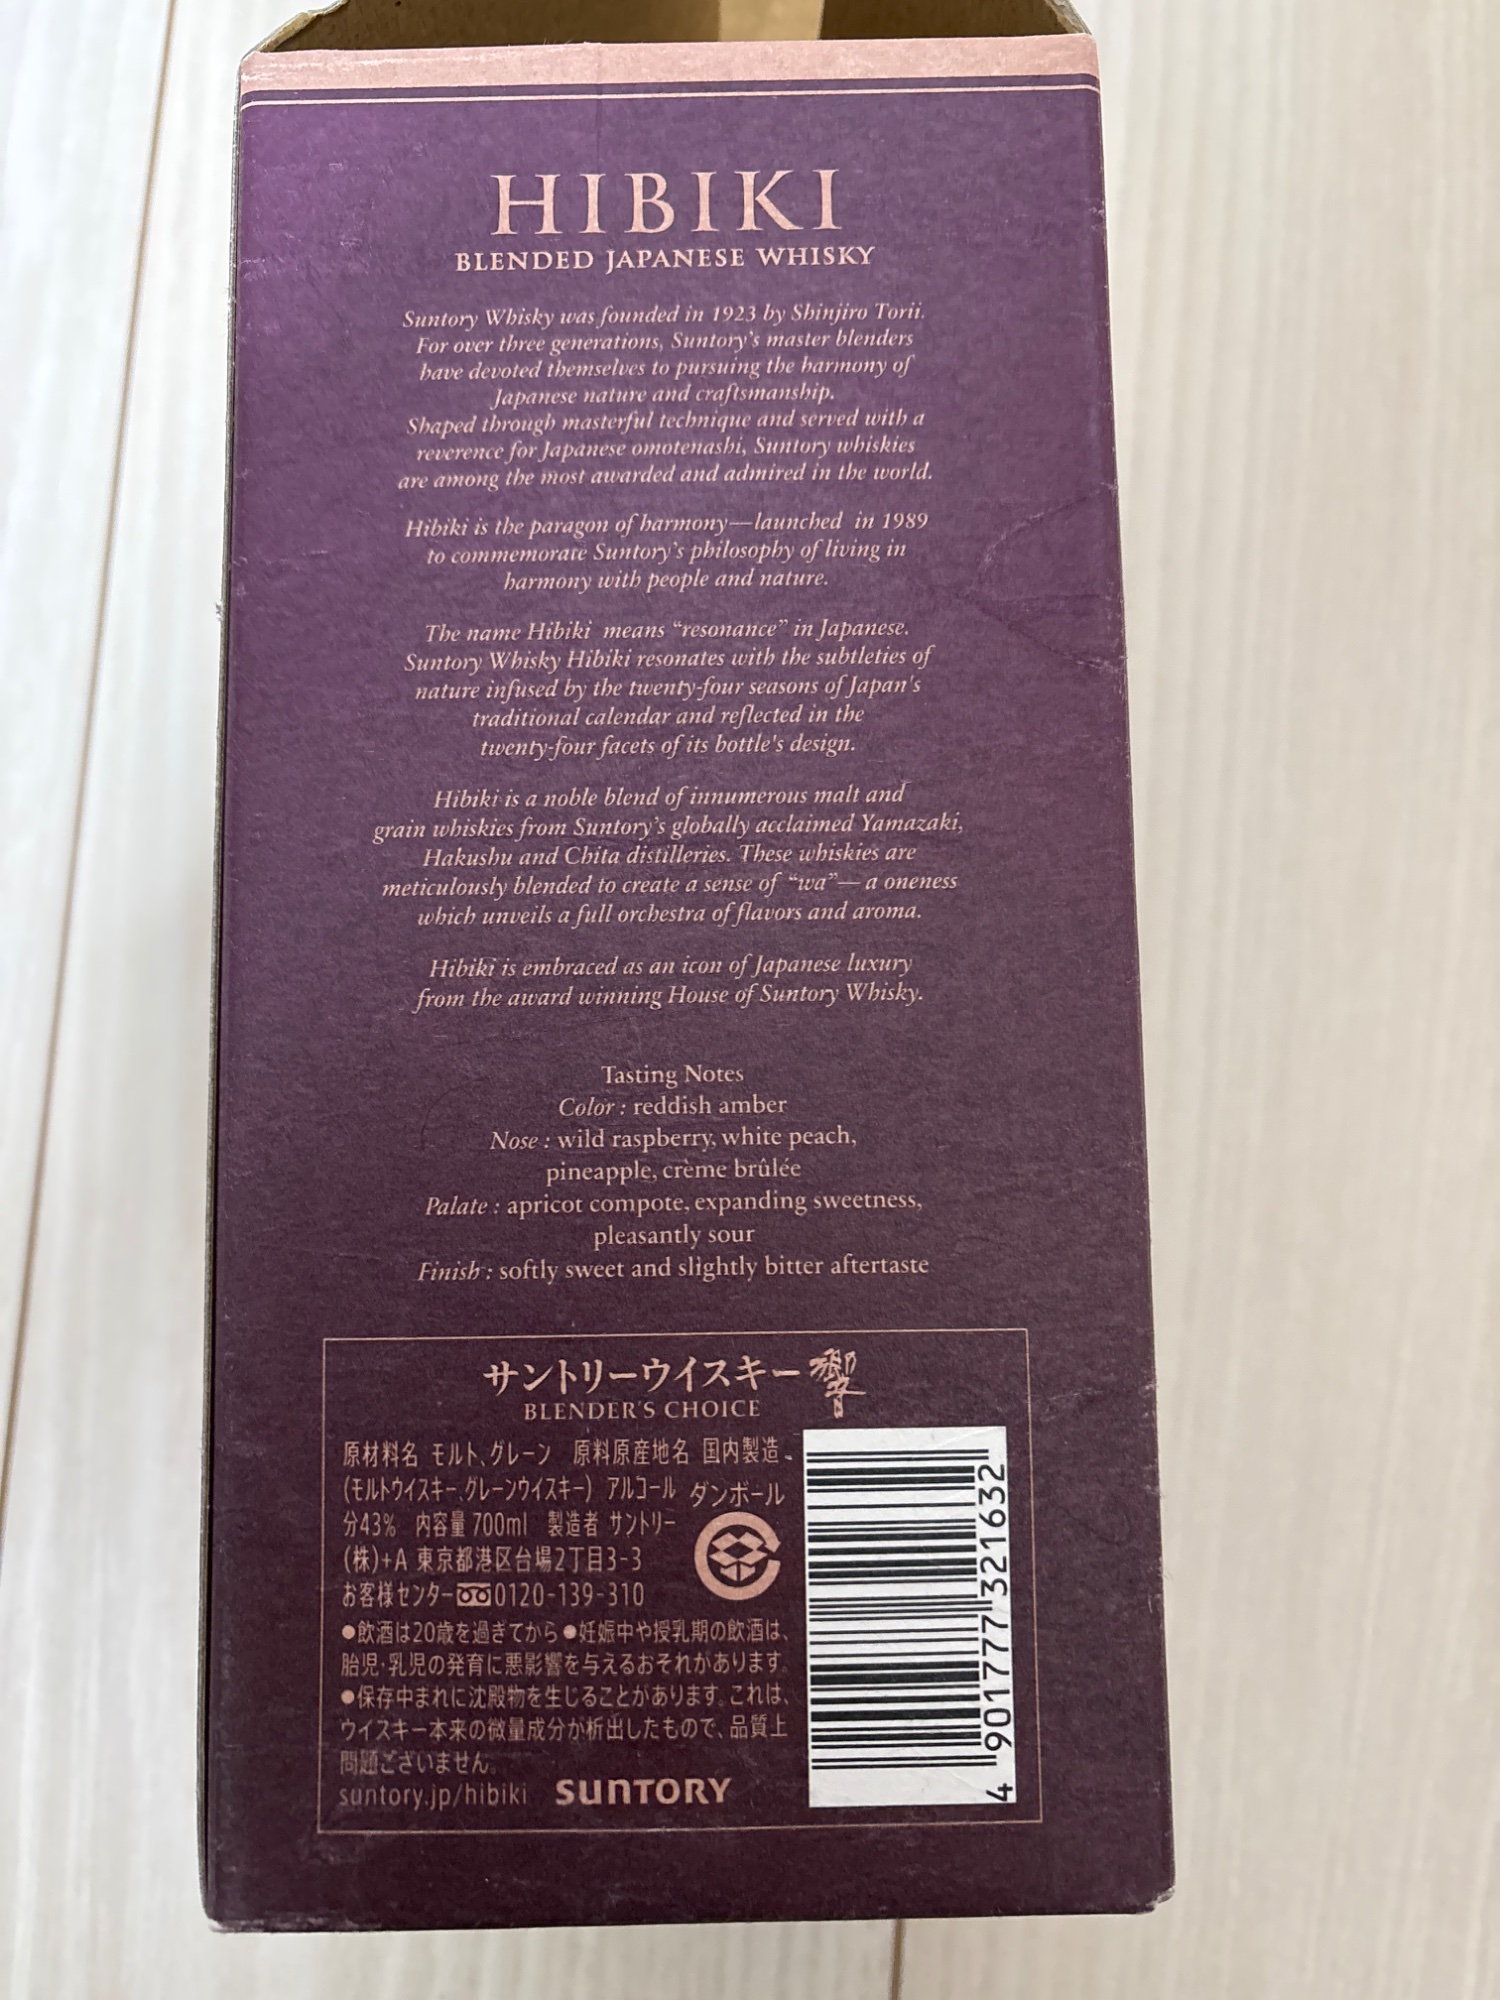 HIBIKI
BLENDED JAPANESE WHISKY
Suntory Whisky was founded in 1923 by Shinjiro Torii.
For over three generations, Suntory's master blenders
have devoted themselves to pursuing the harmony of
Japanese nature and craftsmanship.
Shaped through masterful technique and served with a
reverence for Japanese omotenashi, Suntory whiskies
are among the most awarded and admired in the world.
Hibiki is the paragon of harmony—launched in 1989
to commemorate Suntory's philosophy of living in
harmony with people and nature.
The name Hibiki means “resonance” in Japanese.
Suntory Whisky Hibiki resonates with the subtleties of
nature infused by the twenty-four seasons of Japan's
traditional calendar and reflected in the
twenty-four facets of its bottle's design.
Hibiki is a noble blend of innumerous malt and
grain whiskies from Suntory's globally acclaimed Yamazaki,
Hakushu and Chita distilleries. These whiskies are
meticulously blended to create a sense of “wa”— a oneness
which unveils a full orchestra of flavors and aroma.
Hibiki is embraced as an icon of Japanese luxury
from the award winning House of Suntory Whisky.
Tasting Notes
Color : reddish amber
Nose : wild raspberry, white peach,
pineapple, crème brûlée
Palate : apricot compote, expanding sweetness,
pleasantly sour
Finish : softly sweet and slightly bitter aftertaste
サントリーウイスキー 響
BLENDER'S CHOICE
原材料名 モルト、グレーン 原料原産地名 国内製造
(モルトウイスキー、グレーンウイスキー) アルコール
分43% 内容量 700ml 製造者 サントリー
(株)+A 東京都港区台場2丁目3-3
お客様センター 0120-139-310
ダンボール
●飲酒は20歳を過ぎてから ●妊娠中や授乳期の飲酒は、
胎児・乳児の発育に悪影響を与えるおそれがあります。
●保存中まれに沈殿物を生じることがあります。これは、
ウイスキー本来の微量成分が析出したもので、品質上
問題ございません。
suntory.jp/hibiki SUNTORY
4 901777 321632